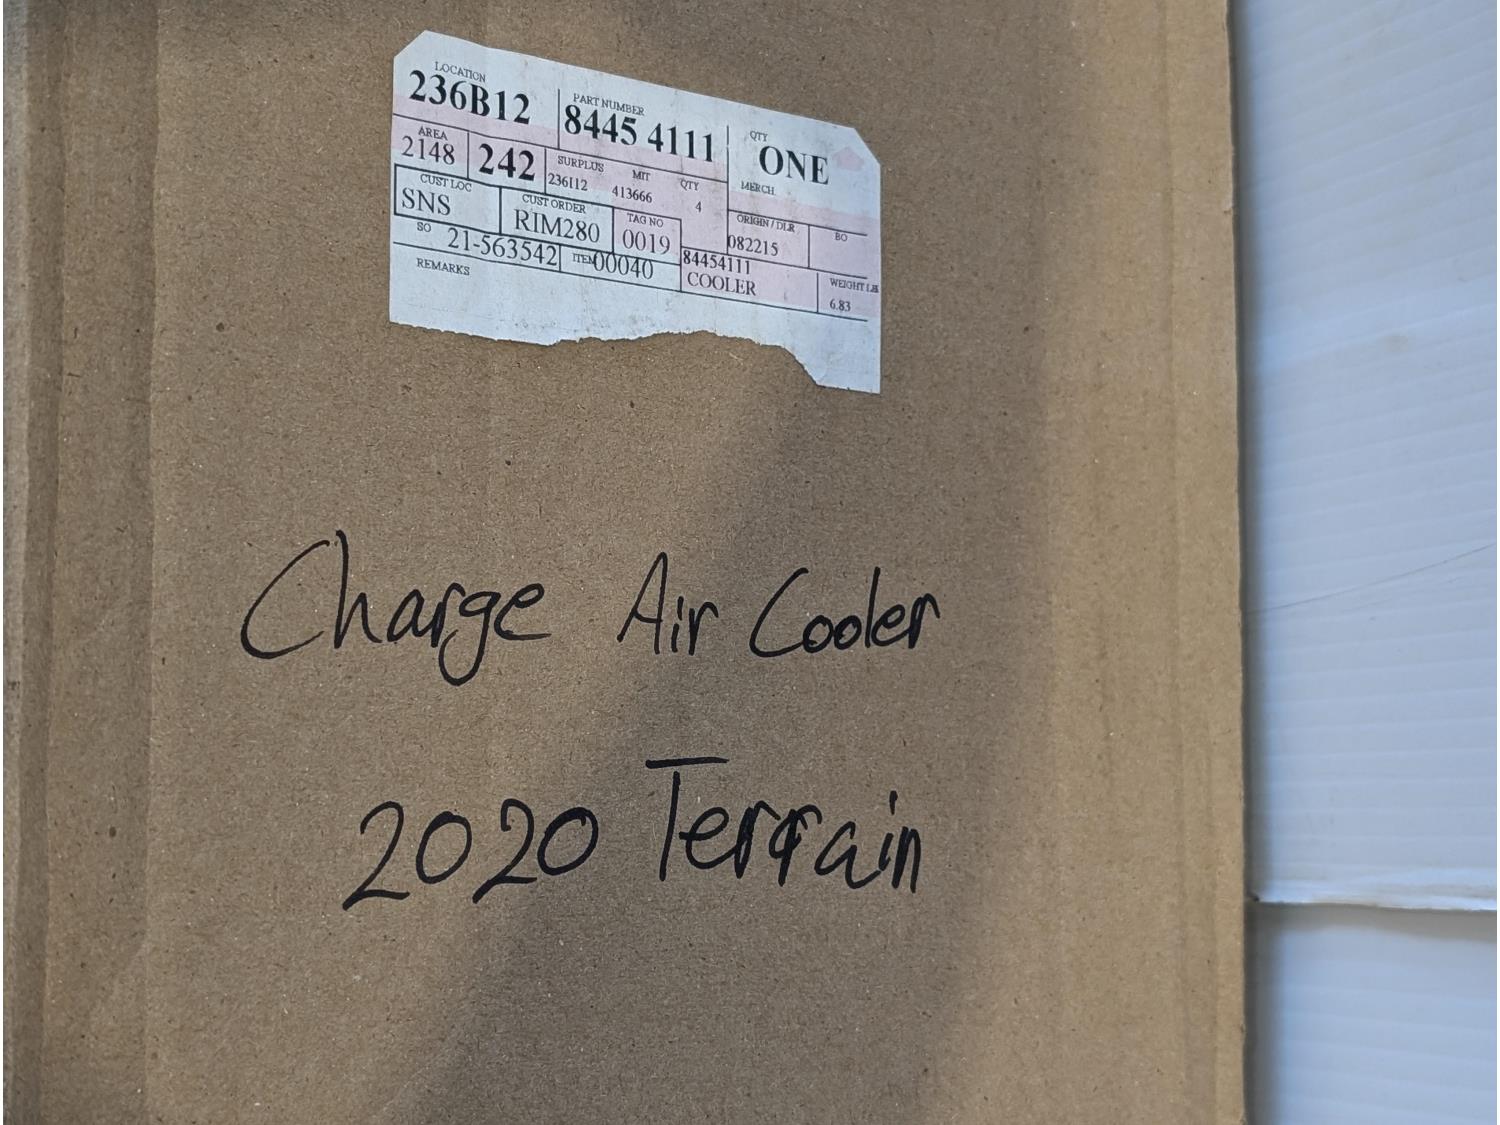 LOCATION PART NUMBER QTY
236B12 8445 4111 ONE
AREA SURPLUS MIT QTY MERCH.
2148 242 236I12 413666 4
CUST LOC CUST ORDER TAG NO ORIGIN / DLR BO
SNS RIM280 0019 082215
SO 21-563542 ITEM 00040 84454111
COOLER WEIGHT LB
REMARKS 6.83
Charge Air Cooler
2020 Terrain